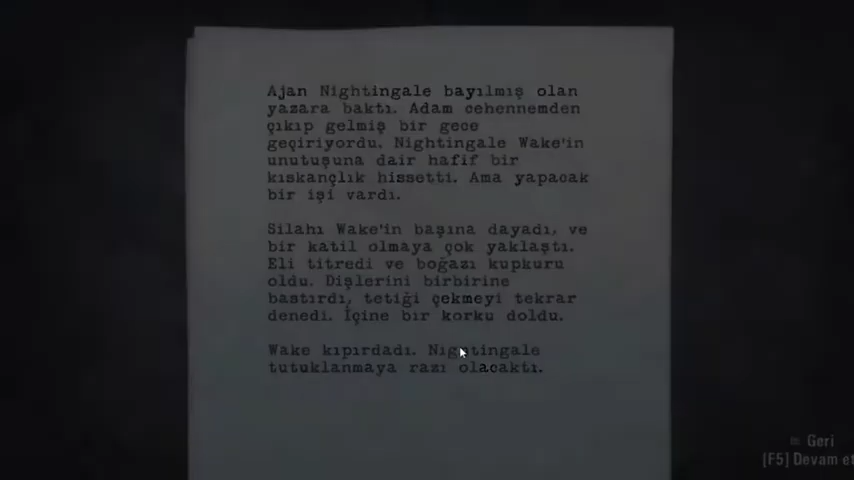 Ajan Nightingale bayılmış olan
yazara baktı. Adam cehennemden
çıkıp gelmiş bir gece
geçiriyordu. Nightingale Wake'in
unutuşuna dair hafif bir
kıskançlık hissetti. Ama yapacak
bir işi vardı.
Silahı Wake'in başına dayadı, ve
bir katil olmaya çok yaklaştı.
Eli titredi ve boğazı kupkuru
oldu. Dişlerini birbirine
bastırdı, tetiği çekmeyi tekrar
denedi. İçine bir korku doldu.
Wake kıpırdadı. Nightingale
tutuklanmaya razı olacaktı.
Geri
[F5] Devam et